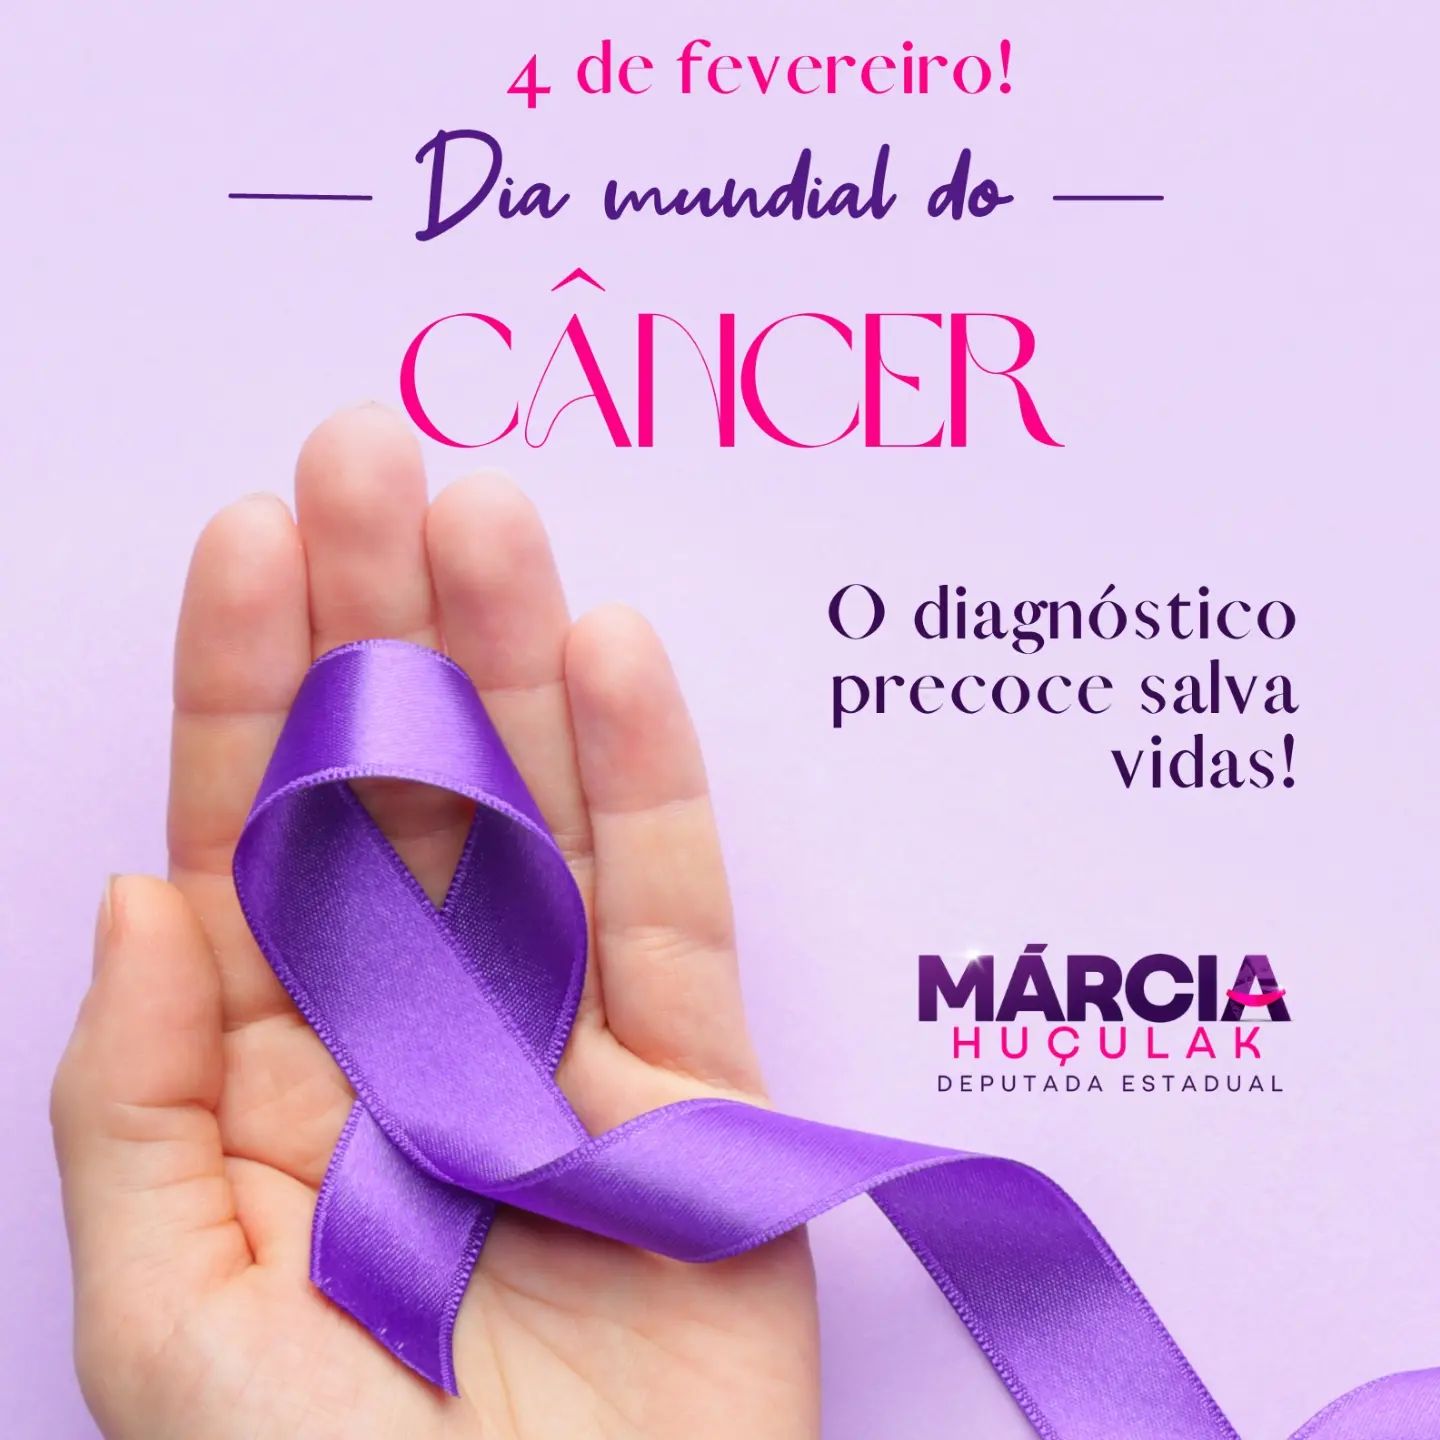 4 de fevereiro!
Dia mundial do
CÂNCER
O diagnóstico
precoce salva
vidas!
MÁRCIA
HUÇULAK
DEPUTADA ESTADUAL